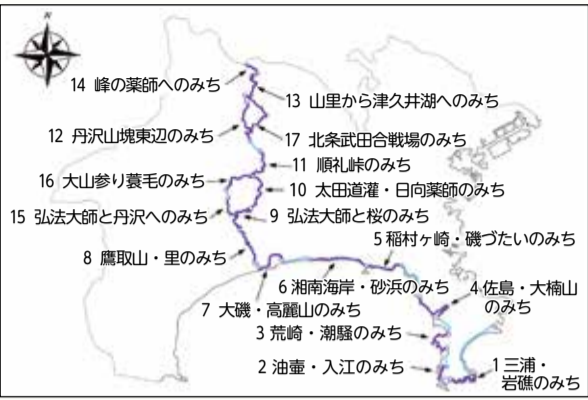 N
14 峰の薬師へのみち
13 山里から津久井湖へのみち
12 丹沢山塊東辺のみち
17 北条武田合戦場のみち
11 順礼峠のみち
16 大山参り蓑毛のみち
10 太田道灌・日向薬師のみち
15 弘法大師と丹沢へのみち
9 弘法大師と桜のみち
5 稲村ヶ崎・磯づたいのみち
8 鷹取山・里のみち
6 湘南海岸・砂浜のみち
4 佐島・大楠山
のみち
7 大磯・高麗山のみち
3 荒崎・潮騒のみち
2 油壷・入江のみち
1 三浦・
岩礁のみち